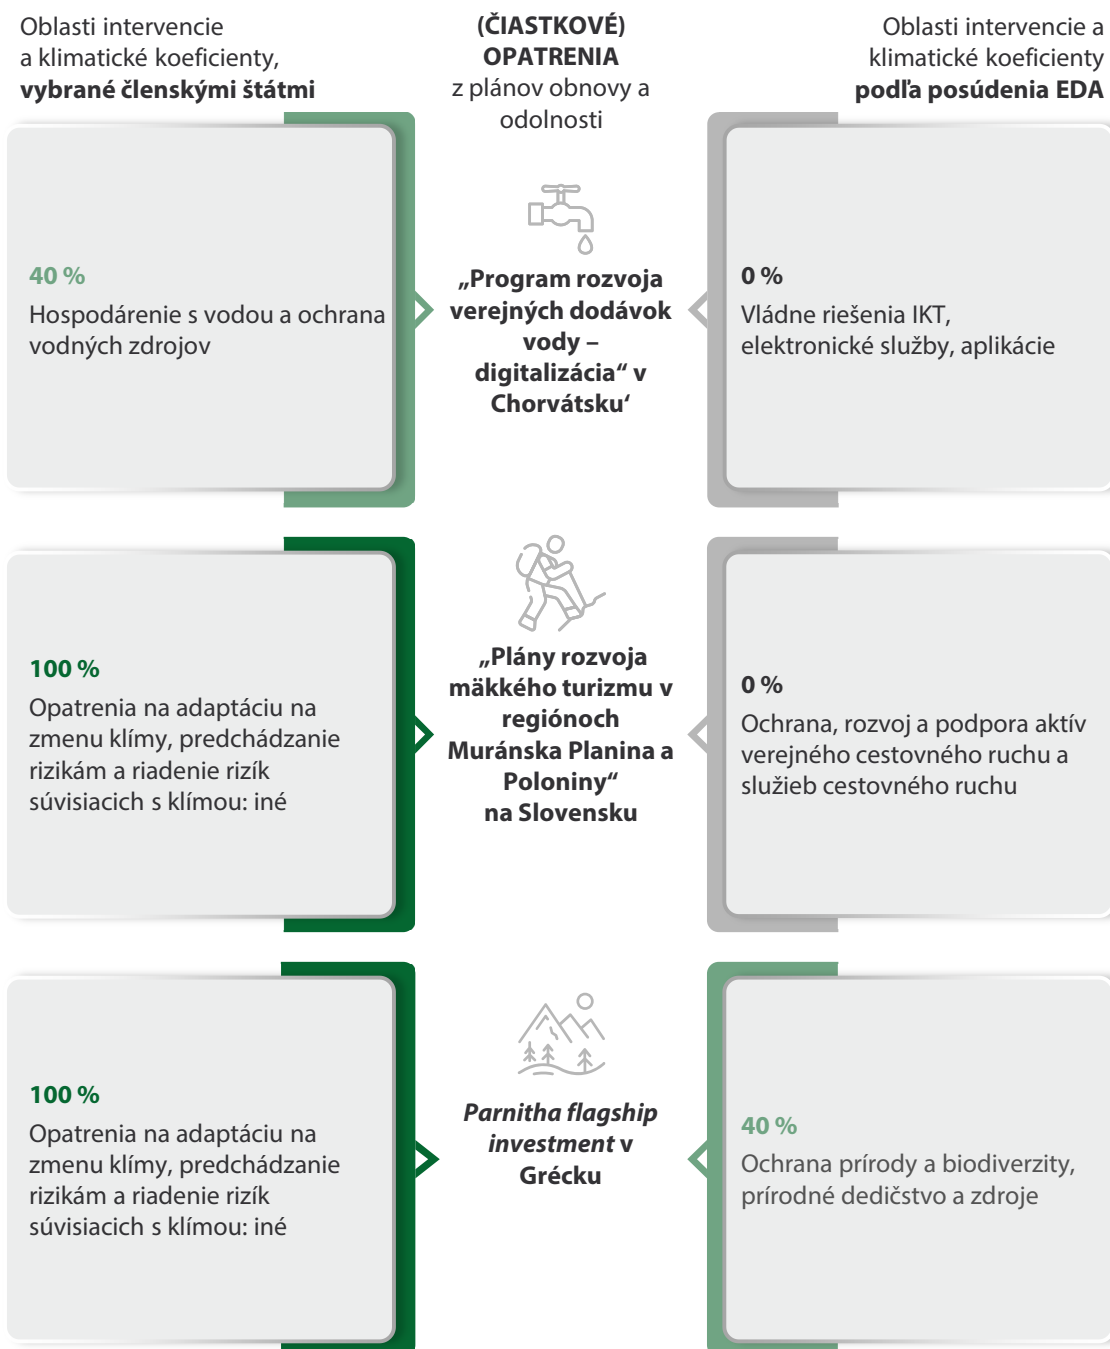 Oblasti intervencie
a klimatické koeficienty,
vybrané členskými štátmi
(ČIASTKOVÉ)
OPATRENIA
z plánov obnovy a
odolnosti
Oblasti intervencie a
klimatické koeficienty
podľa posúdenia EDA
40 %
Hospodárenie s vodou a ochrana
vodných zdrojov
„Program rozvoja
verejných dodávok
vody –
digitalizácia“ v
Chorvátsku‘
0 %
Vládne riešenia IKT,
elektronické služby, aplikácie
100 %
Opatrenia na adaptáciu na
zmenu klímy, predchádzanie
rizikám a riadenie rizík
súvisiacich s klímou: iné
„Plány rozvoja
mäkkého turizmu v
regiónoch
Muránska Planina a
Poloniny“
na Slovensku
0 %
Ochrana, rozvoj a podpora aktív
verejného cestovného ruchu a
služieb cestovného ruchu
100 %
Opatrenia na adaptáciu na
zmenu klímy, predchádzanie
rizikám a riadenie rizík
súvisiacich s klímou: iné
Parnitha flagship
investment v
Grécku
40 %
Ochrana prírody a biodiverzity,
prírodné dedičstvo a zdroje